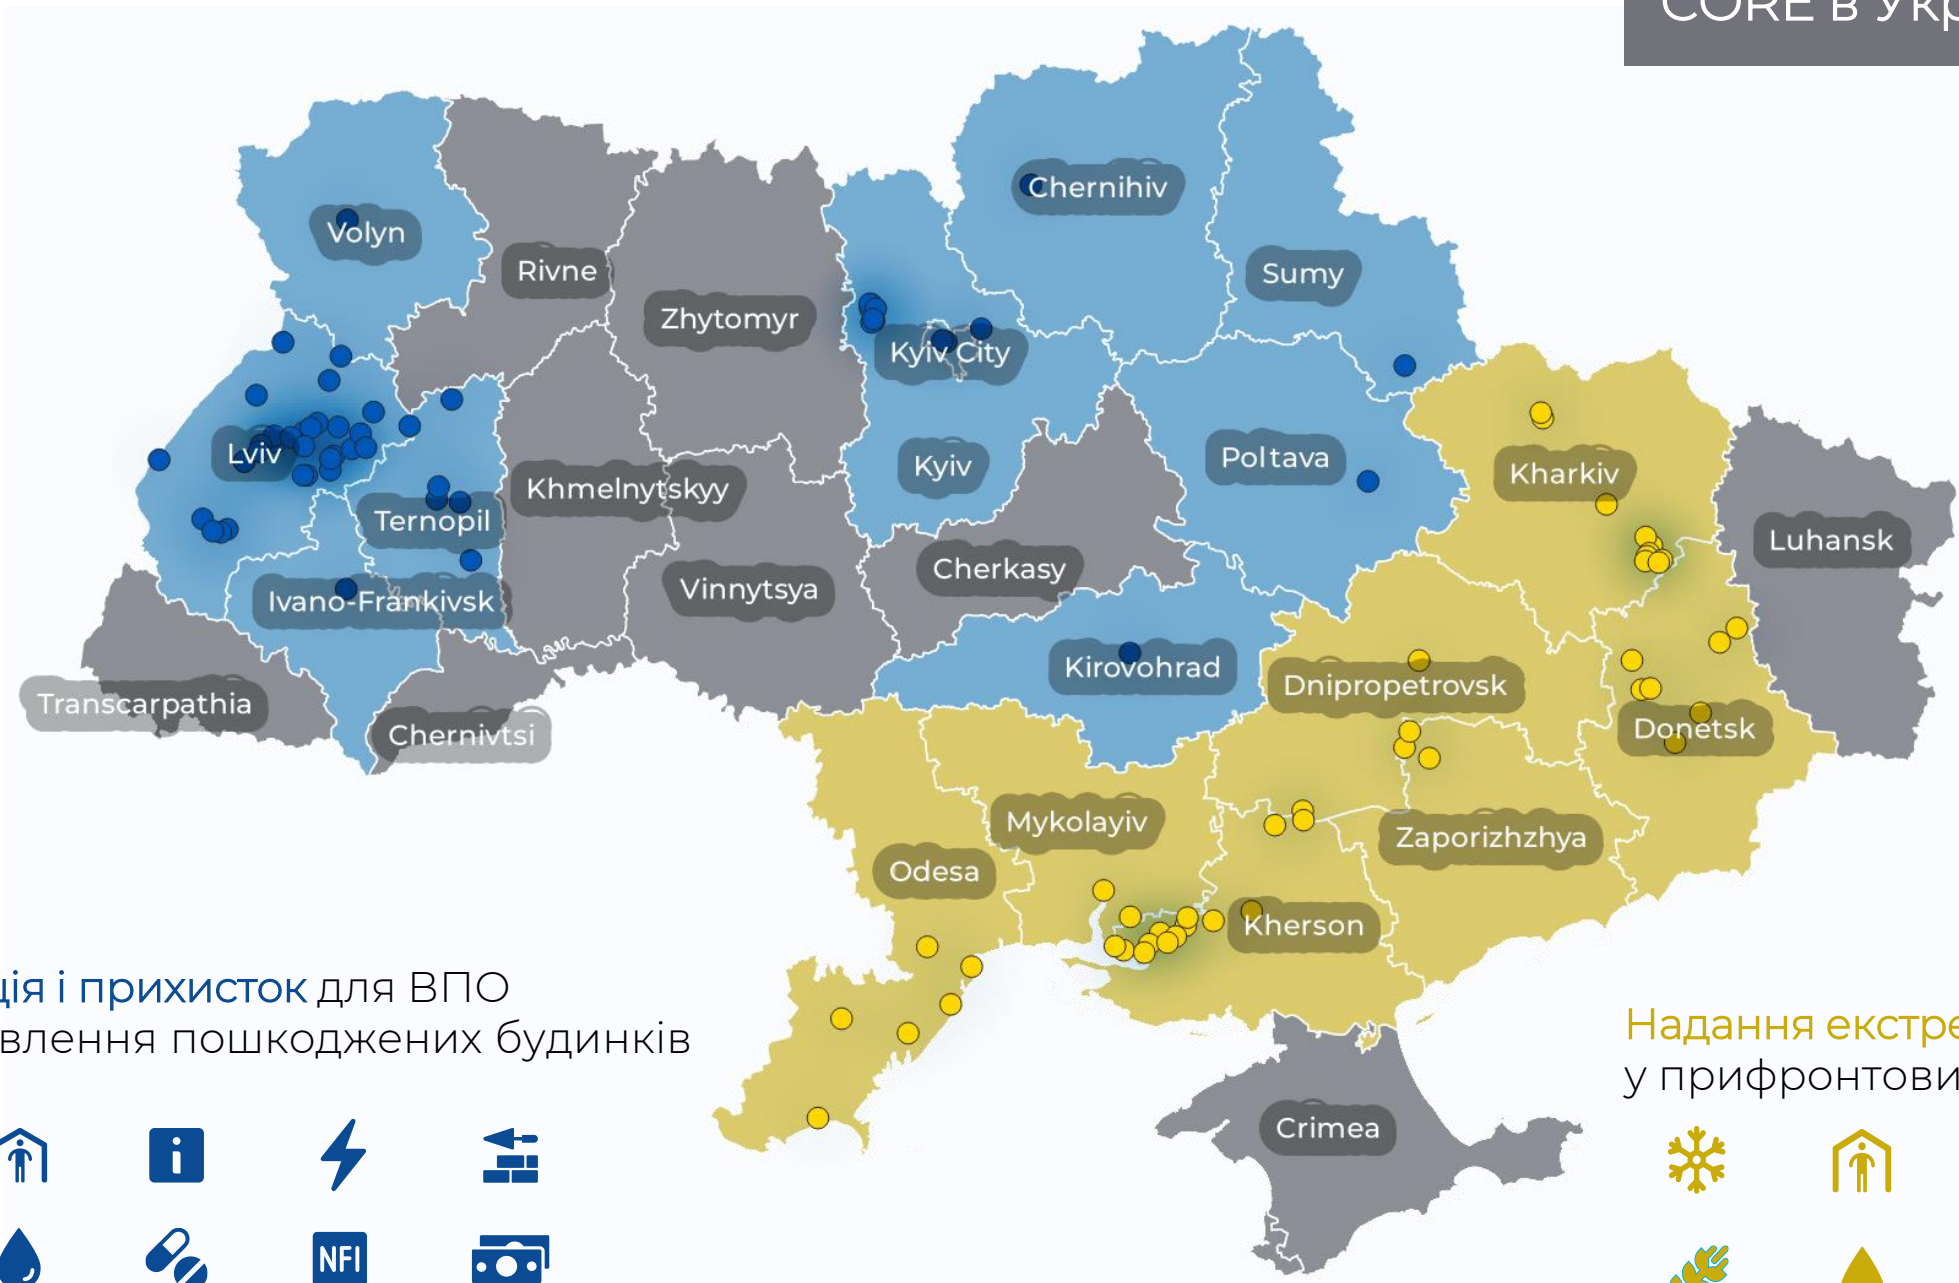 CORE в Укр
Chernihiv
Volyn
Rivne
Sumy
Zhytomyr
Kyiv City
Lviv
Kyiv
Poltava
Kharkiv
Khmelnytskyy
Ternopil
Luhansk
Cherkasy
Vinnytsya
Ivano-Frankivsk
Kirovohrad
Dnipropetrovsk
Transcarpathia
Chernivtsi
Donetsk
Mykolayiv
Zaporizhzhya
Odesa
Kherson
ція і прихисток для ВПО
влення пошкоджених будинків
Надання екстре
у прифронтови
Crimea
i
NFI